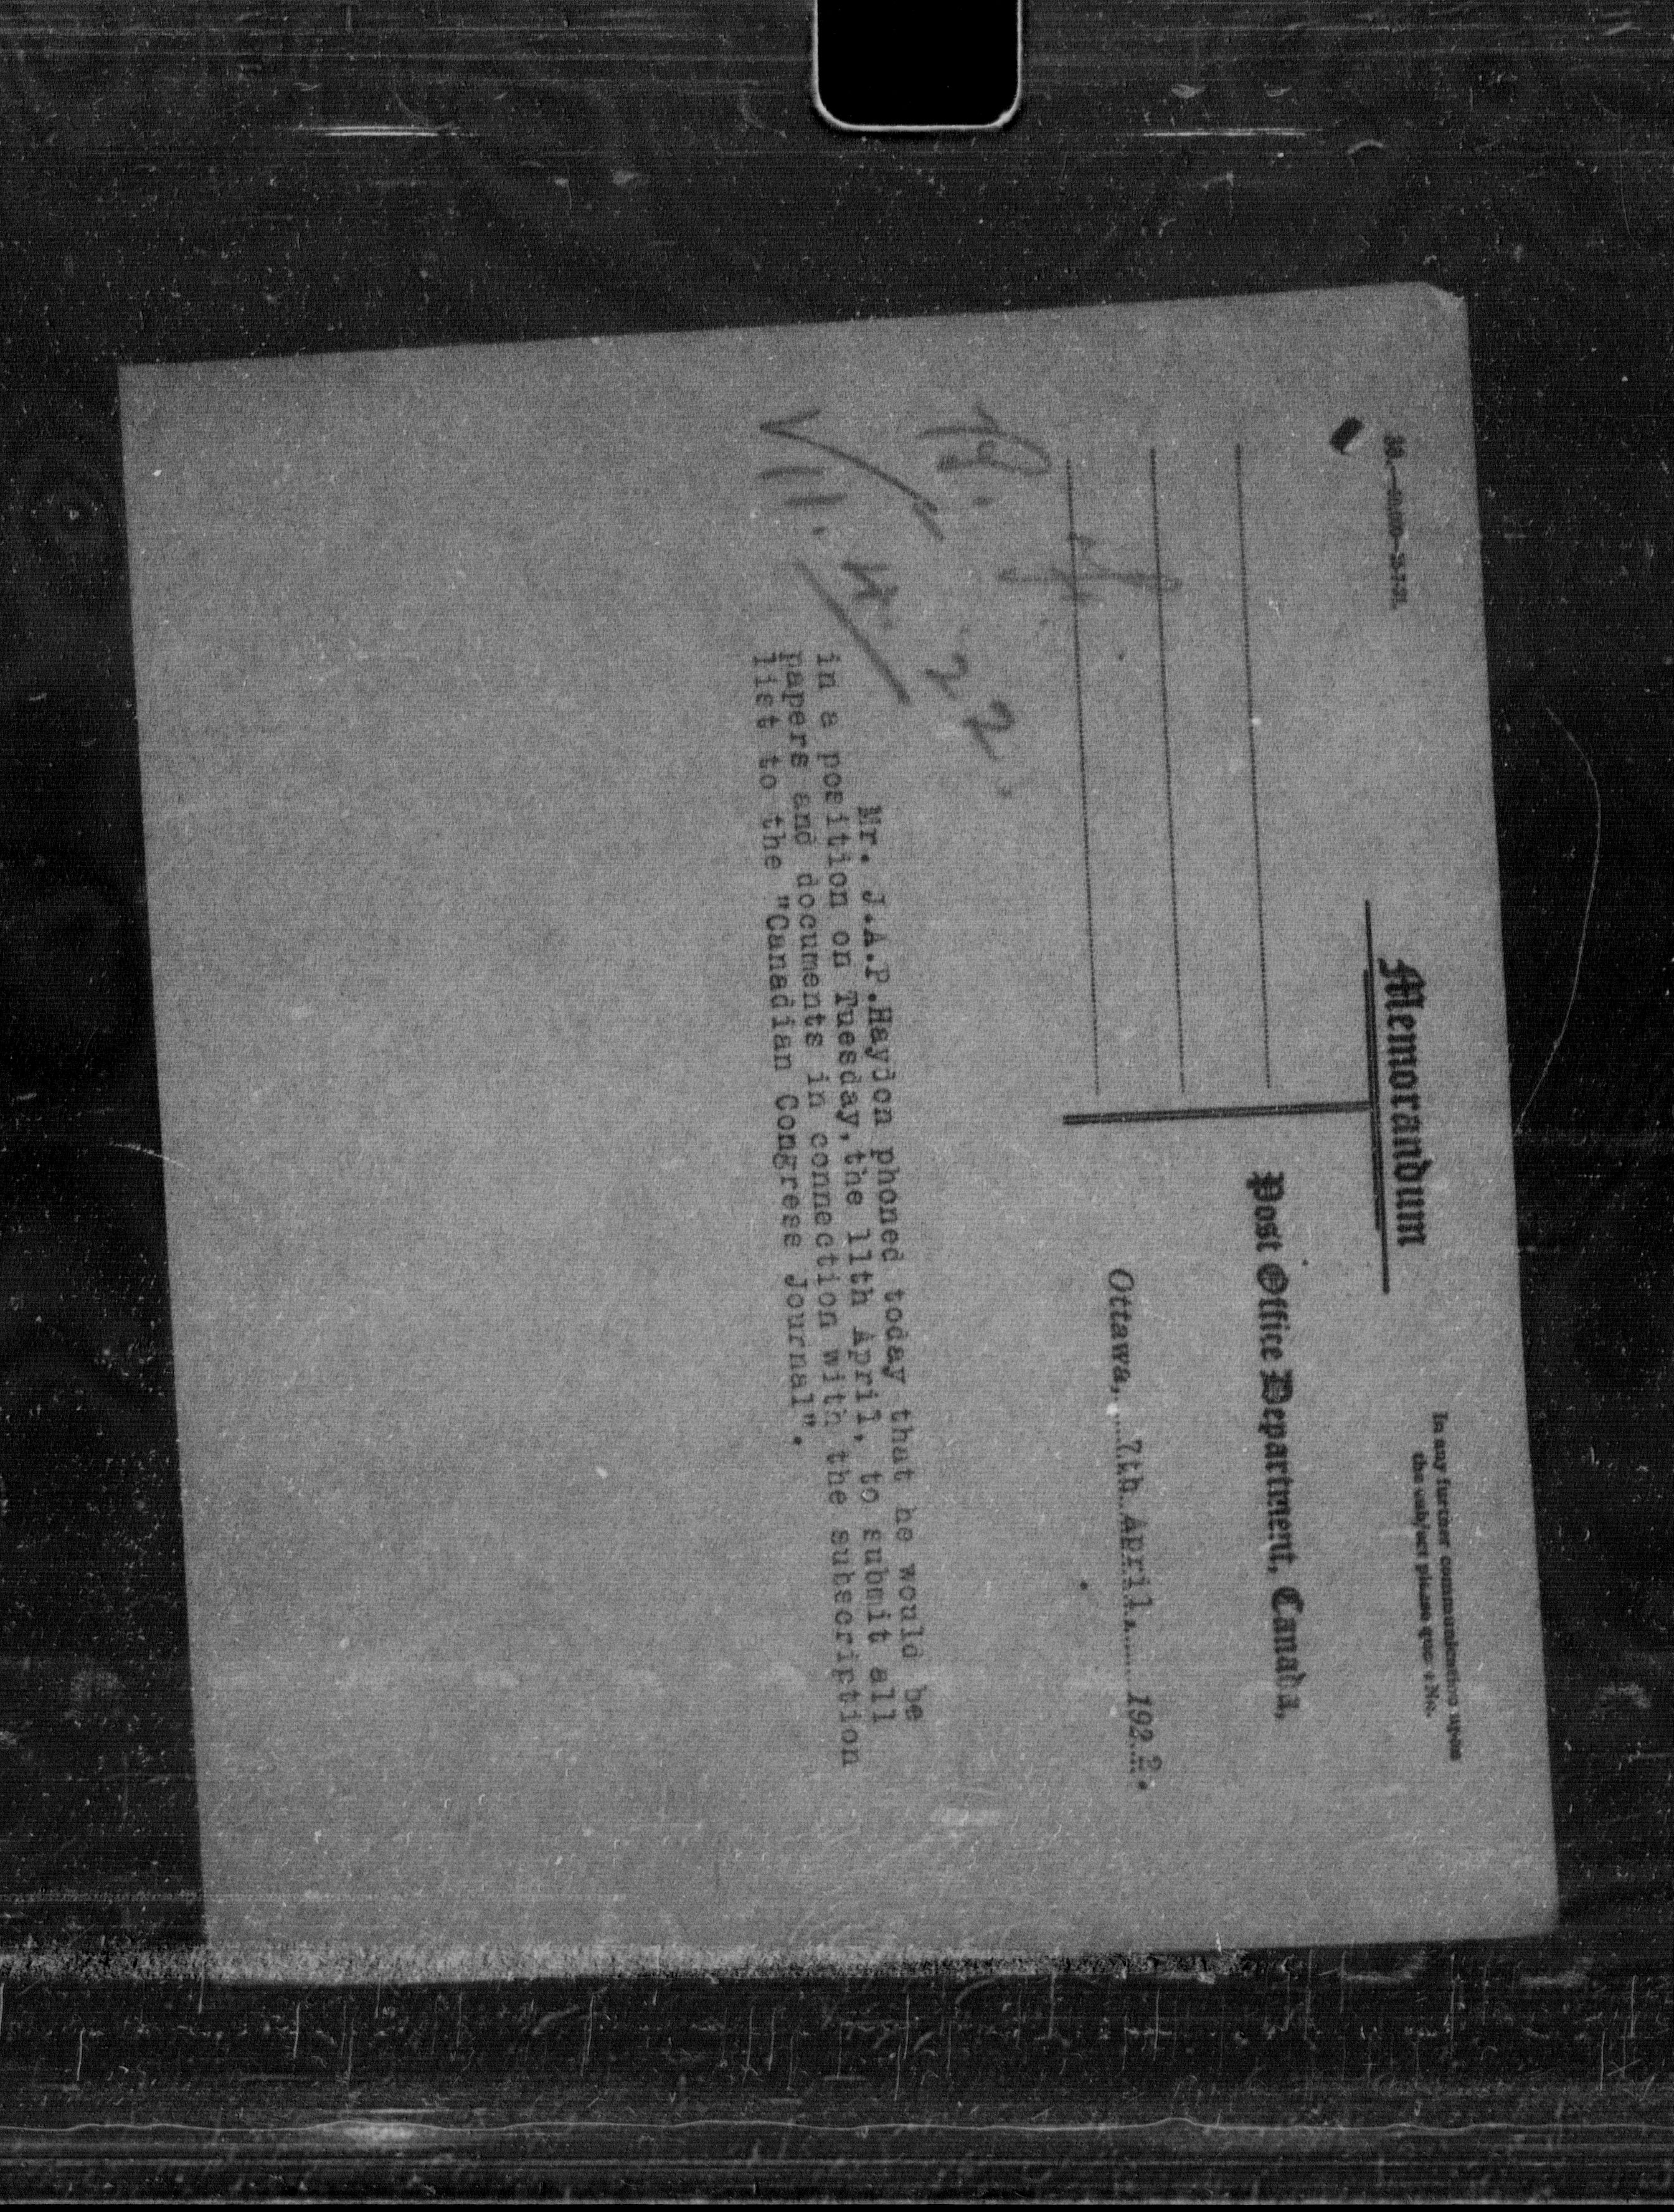 Memorandum
In any further communication upon
the subject please quote No.
Post Office Department, Canada,
Ottawa, 7th April, 1922.
B. F.
11. 4. 22.
Mr. J.A.P.Haydon phoned today that he would be
in a position on Tuesday, the 11th April, to submit all
papers and documents in connection with the subscription
list to the "Canadian Congress Journal".